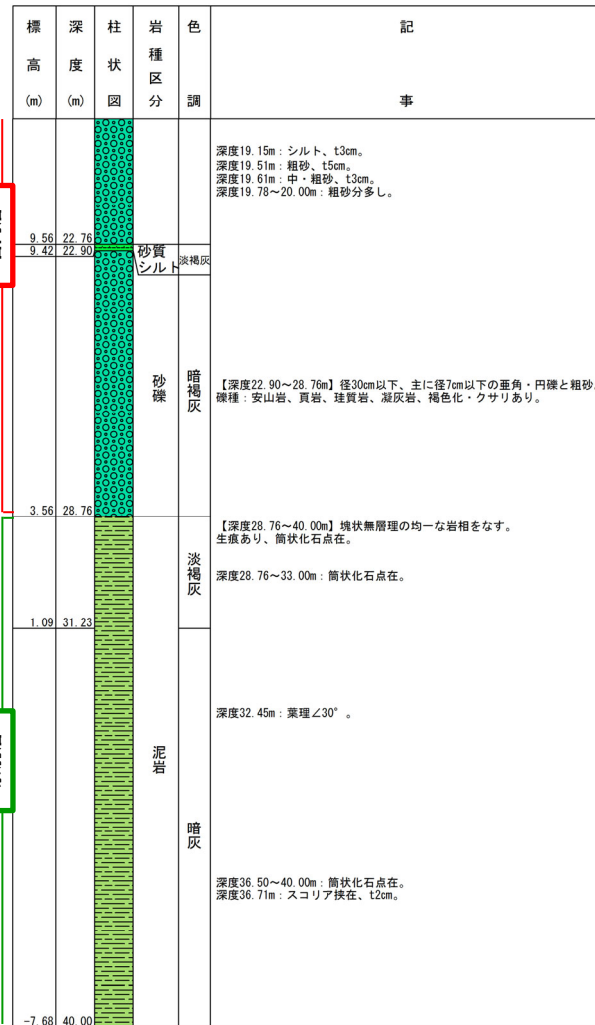 標高(m)
深度(m)
柱状図
岩種区分
色調
記事
深度19.15m：シルト、t3cm。
深度19.51m：粗砂、t5cm。
深度19.61m：中・粗砂、t3cm。
深度19.78～20.00m：粗砂分多し。
9.56 22.76
9.42 22.90
砂質シルト
淡褐灰
砂礫
暗褐灰
【深度22.90～28.76m】径30cm以下、主に径7cm以下の亜角・円礫と粗砂
礫種：安山岩、頁岩、珪質岩、凝灰岩、褐色化・クサリあり。
3.56 28.76
【深度28.76～40.00m】塊状無層理の均一な岩相をなす。
生痕あり、筒状化石点在。
淡褐灰
深度28.76～33.00m：筒状化石点在。
1.09 31.23
深度32.45m：葉理∠30°。
泥岩
暗灰
深度36.50～40.00m：筒状化石点在。
深度36.71m：スコリア挟在、t2cm。
-7.68 40.00